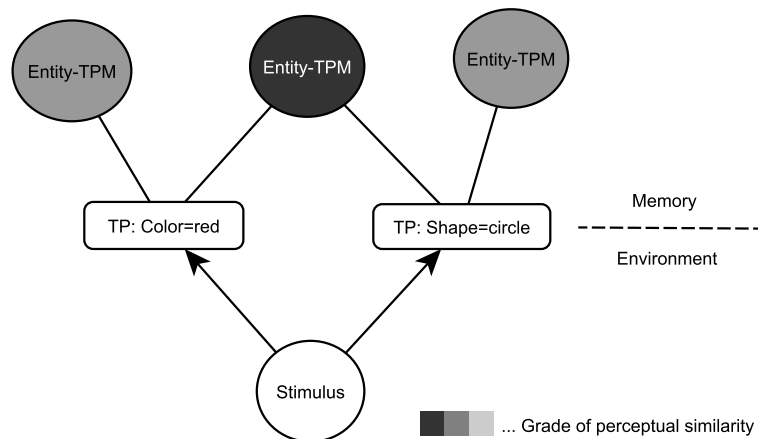 Entity-TPM
Entity-TPM
Entity-TPM
TP: Color=red
TP: Shape=circle
Memory
Environment
Stimulus
... Grade of perceptual similarity